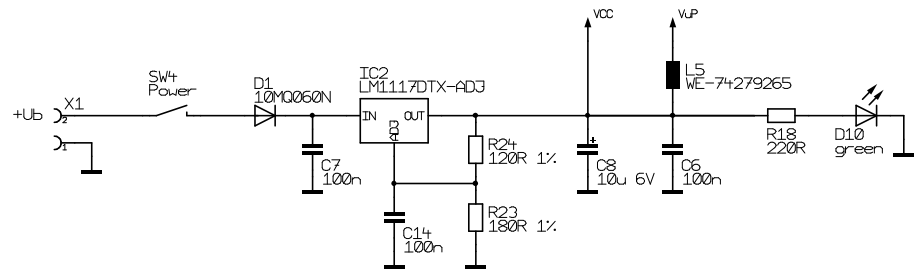 VCC
VuP
SW4
Power
D1
10MQ060N
IC2
LM1117DTX-ADJ
L5
WE-74279265
+Ub
X1
2
1
IN
OUT
ADJ
C7
100n
R24
120R 1%
C8
10u 6V
+
C6
100n
R18
220R
D10
green
C14
100n
R23
180R 1%